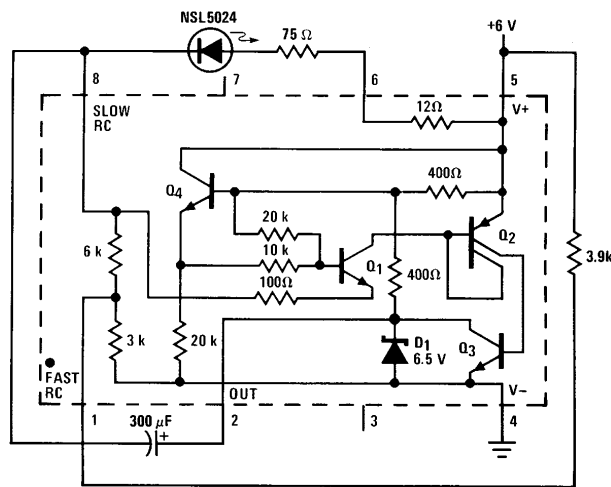 NSL5024
75 Ω
+6 V
8
7
6
5
SLOW
RC
12Ω
V+
Q4
400Ω
20 k
Q2
6 k
10 k
Q1
400Ω
3.9k
100Ω
3 k
20 k
D1
6.5 V
Q3
FAST
RC
OUT
V−
1
300 μF
+
2
3
4